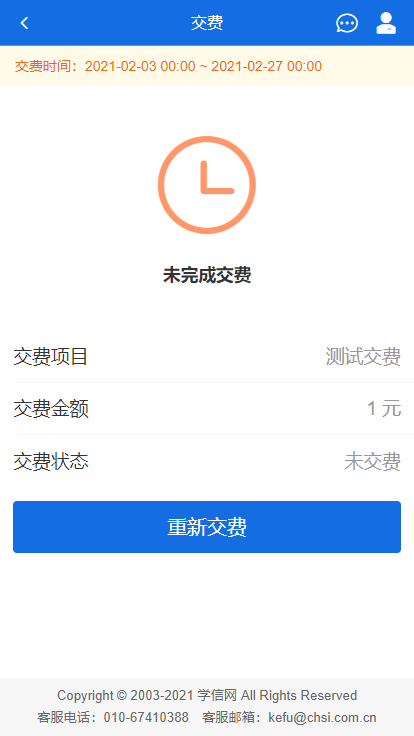 交费
交费时间：2021-02-03 00:00 ~ 2021-02-27 00:00
未完成交费
交费项目 测试交费
交费金额 1 元
交费状态 未交费
重新交费
Copyright © 2003-2021 学信网 All Rights Reserved
客服电话：010-67410388 客服邮箱：kefu@chsi.com.cn